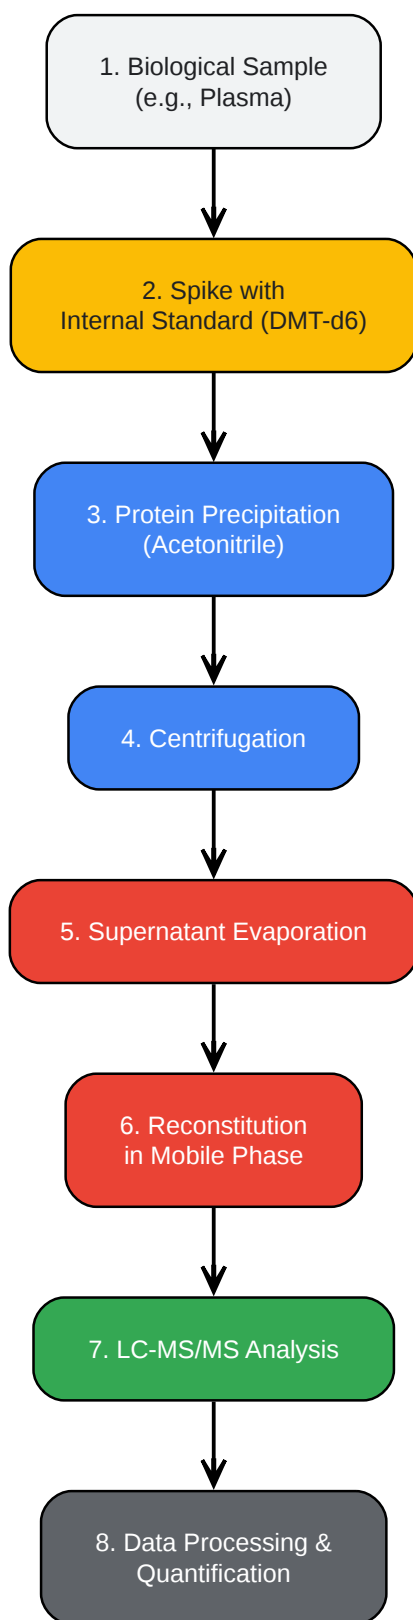 1. Biological Sample
(e.g., Plasma)
2. Spike with
Internal Standard (DMT-d6)
3. Protein Precipitation
(Acetonitrile)
4. Centrifugation
5. Supernatant Evaporation
6. Reconstitution
in Mobile Phase
7. LC-MS/MS Analysis
8. Data Processing &
Quantification